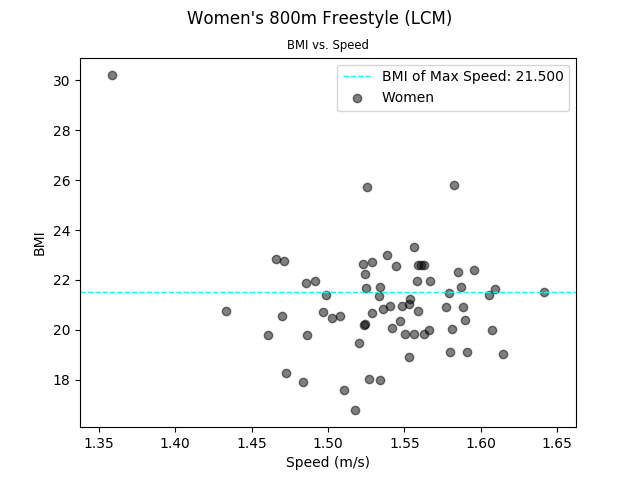 Women's 800m Freestyle (LCM)
BMI vs. Speed
BMI of Max Speed: 21.500
Women
30
28
26
24
22
20
18
BMI
1.35 1.40 1.45 1.50 1.55 1.60 1.65
Speed (m/s)